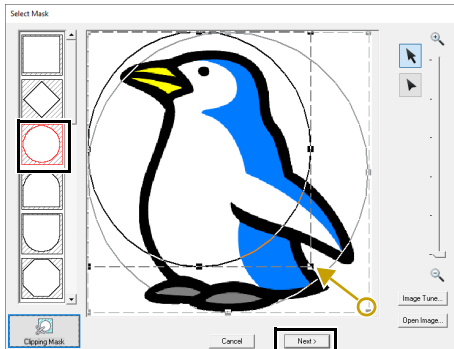 Select Mask
Image Tune...
Open Image...
Clipping Mask
Cancel
Next >